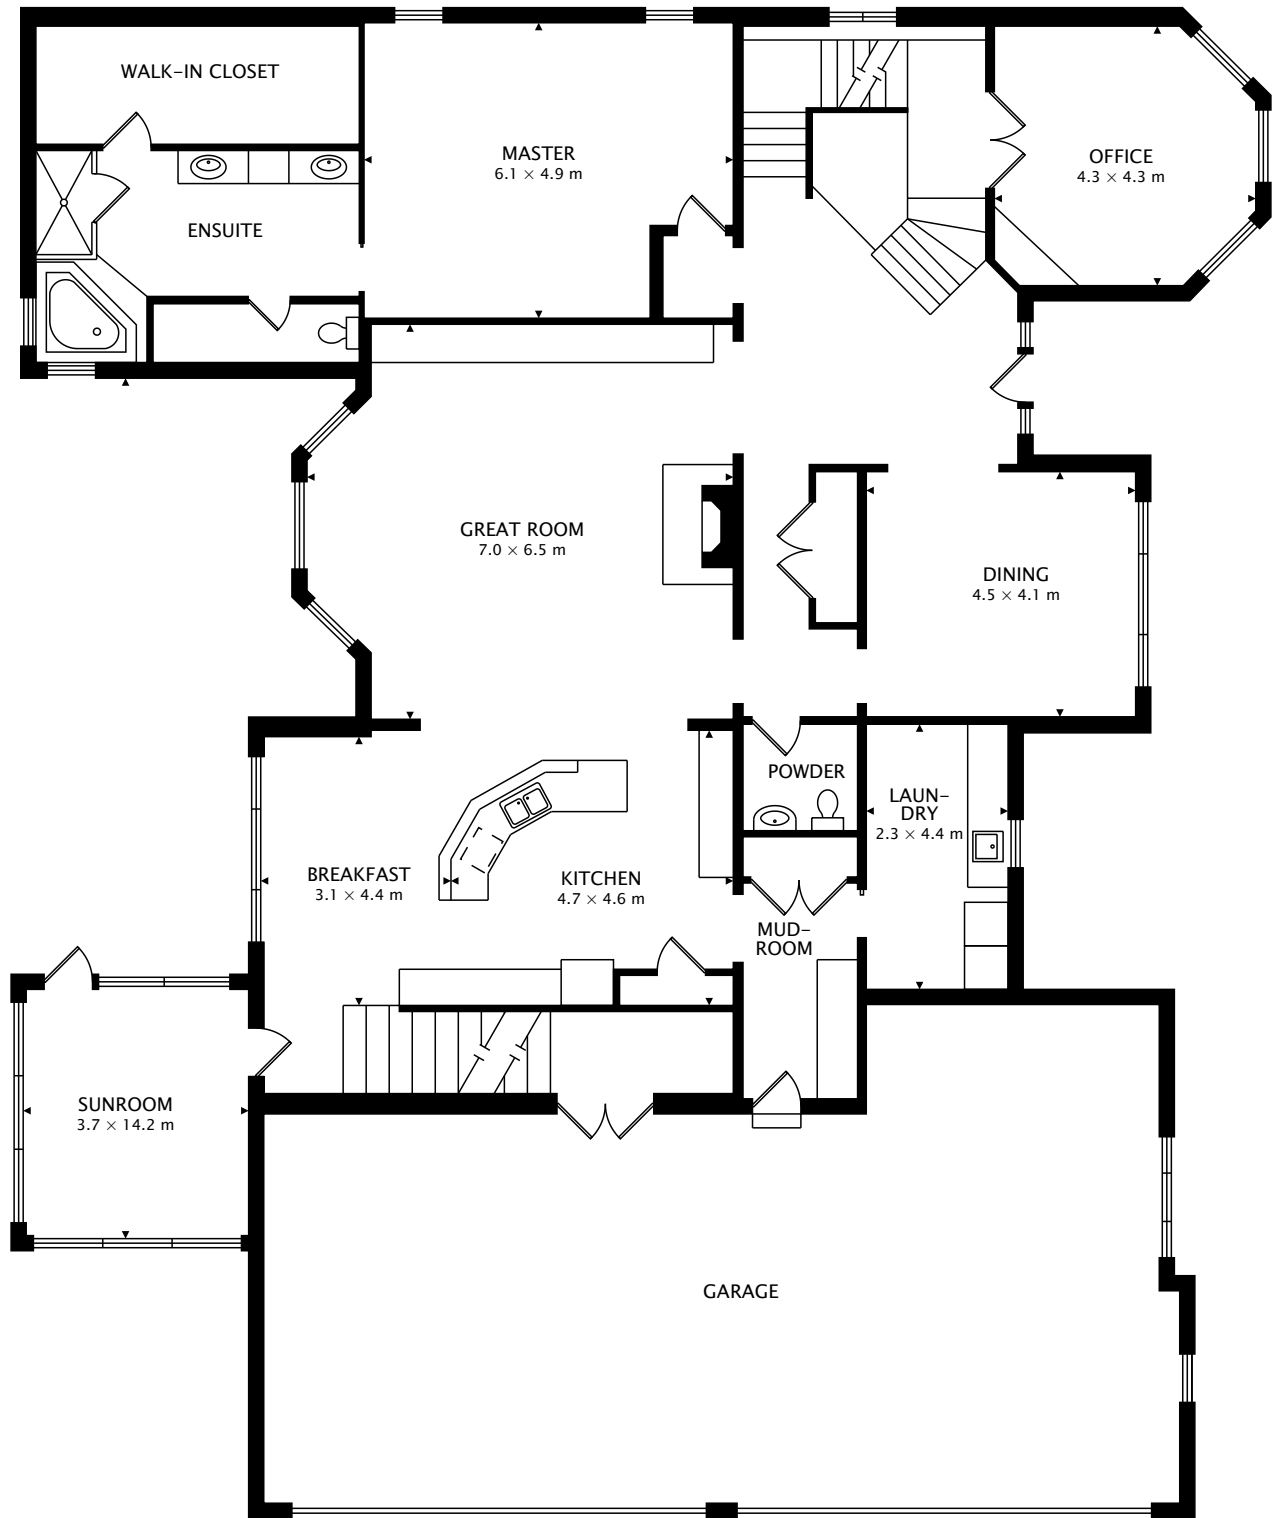 WALK-IN CLOSET
MASTER
6.1 × 4.9 m
OFFICE
4.3 × 4.3 m
ENSUITE
GREAT ROOM
7.0 × 6.5 m
DINING
4.5 × 4.1 m
POWDER
LAUN-
DRY
2.3 × 4.4 m
BREAKFAST
3.1 × 4.4 m
KITCHEN
4.7 × 4.6 m
MUD-
ROOM
SUNROOM
3.7 × 14.2 m
GARAGE